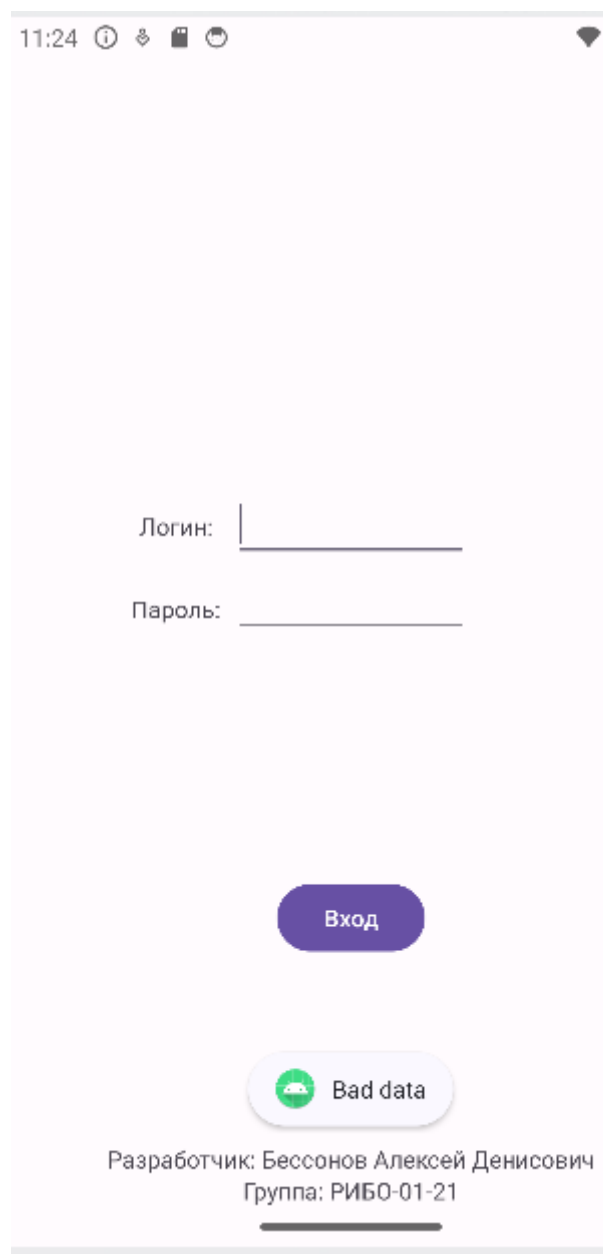 11:24
Логин:
Пароль:
Вход
Bad data
Разработчик: Бессонов Алексей Денисович
Группа: РИБО-01-21